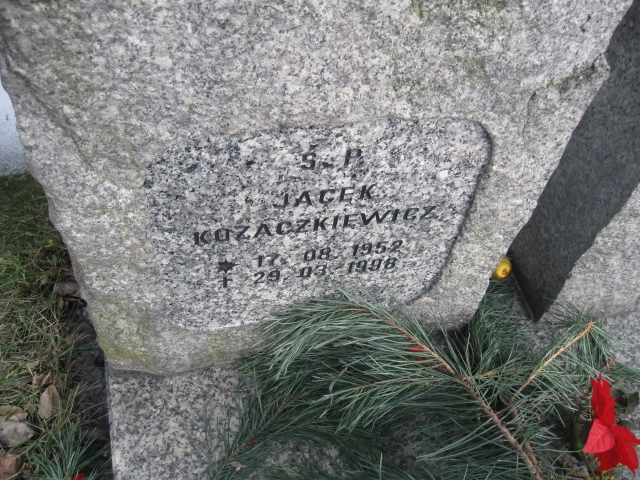 Ś. P.
JACEK
KOZACZKIEWICZ
* 17. 08. 1952
† 29. 03. 1998